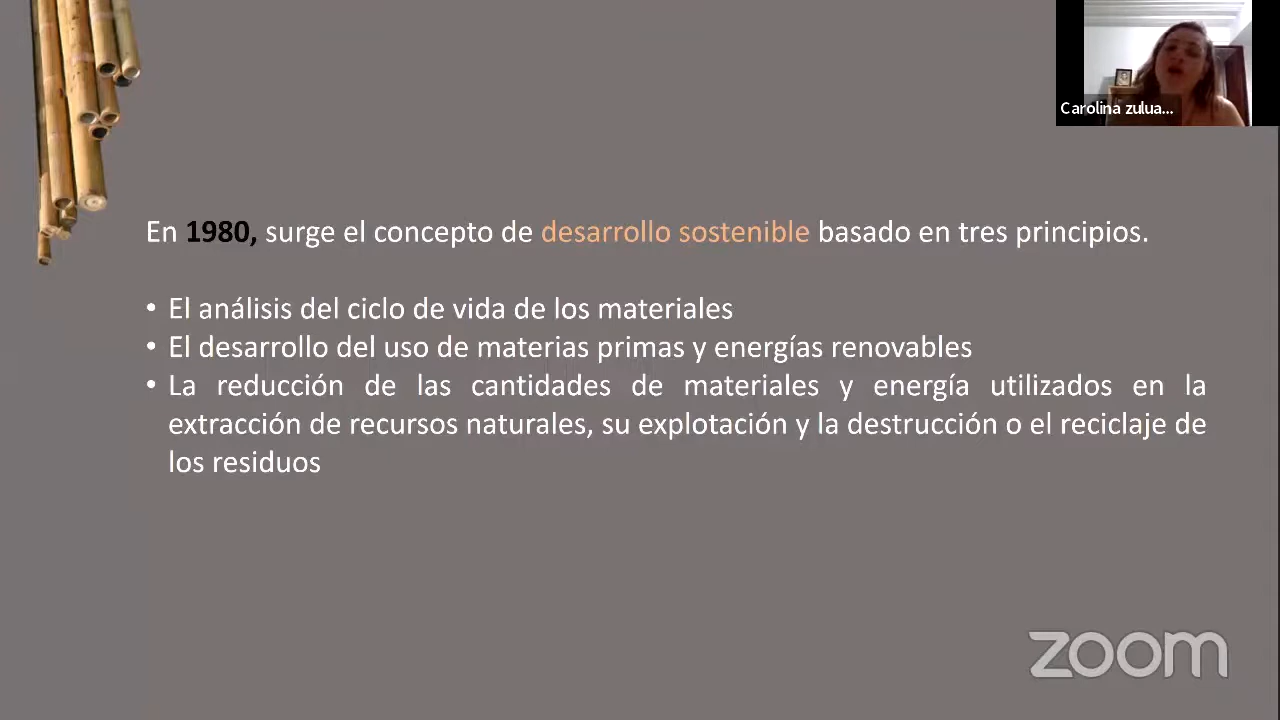 Carolina zulua...
En 1980, surge el concepto de desarrollo sostenible basado en tres principios.
• El análisis del ciclo de vida de los materiales
• El desarrollo del uso de materias primas y energías renovables
• La reducción de las cantidades de materiales y energía utilizados en la
extracción de recursos naturales, su explotación y la destrucción o el reciclaje de
los residuos
zoom